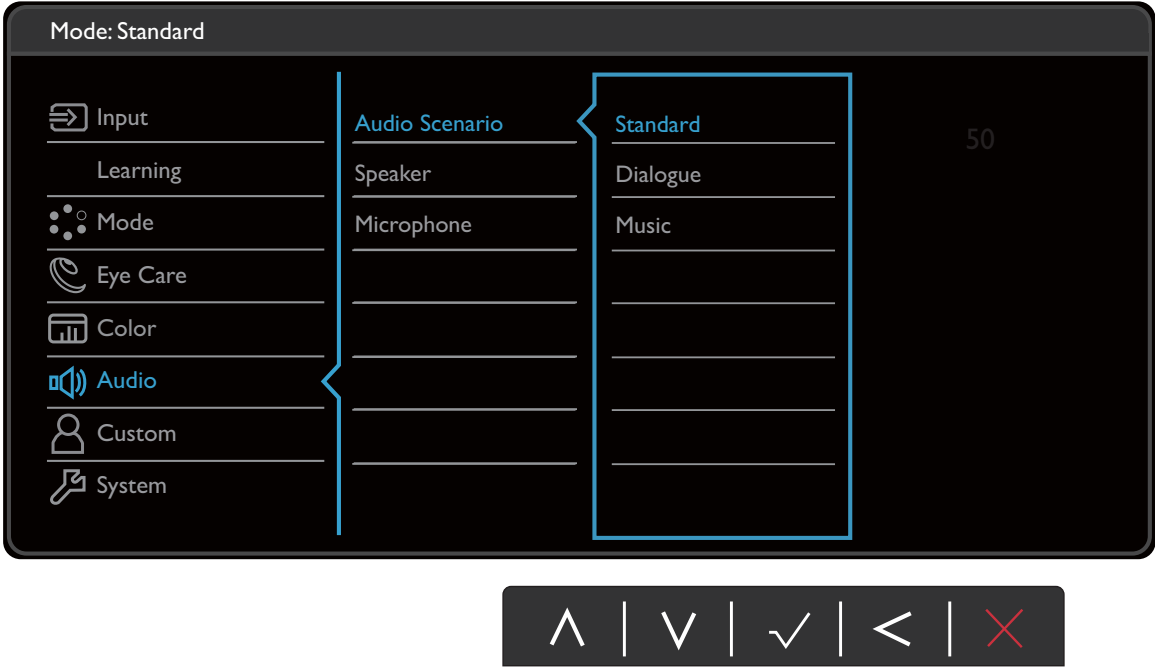 Mode: Standard
Input
Learning
Mode
Eye Care
Color
Audio
Custom
System
Audio Scenario
Speaker
Microphone
Standard
Dialogue
Music
50